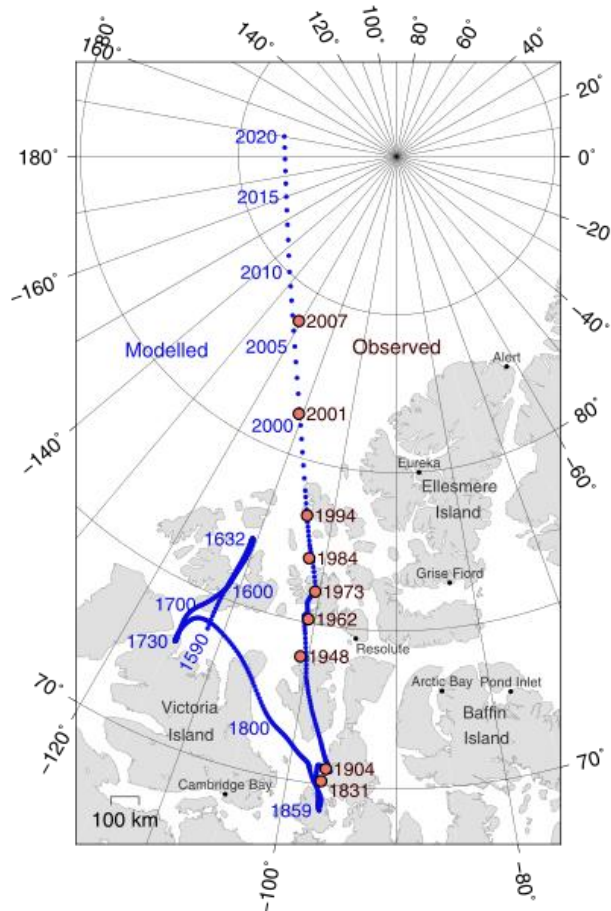 160° 140° 120° 100° 80° 60° 40°
180°
20°
0°
−20°
−160°
−40°
−140°
80°
−60°
70°
−120°
70°
−100°
−80°
2020
2015
2010
2007
Modelled
2005
Observed
Alert
2001
2000
Eureka
Ellesmere
Island
1994
1632
1984
1600
1973
Grise Fiord
1700
1962
1730
1590
Resolute
1948
Arctic Bay
Pond Inlet
Victoria
Island
Baffin
Island
1800
1904
Cambridge Bay
1831
1859
100 km